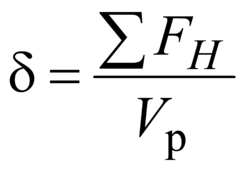 δ = ∑ F_H / V_p